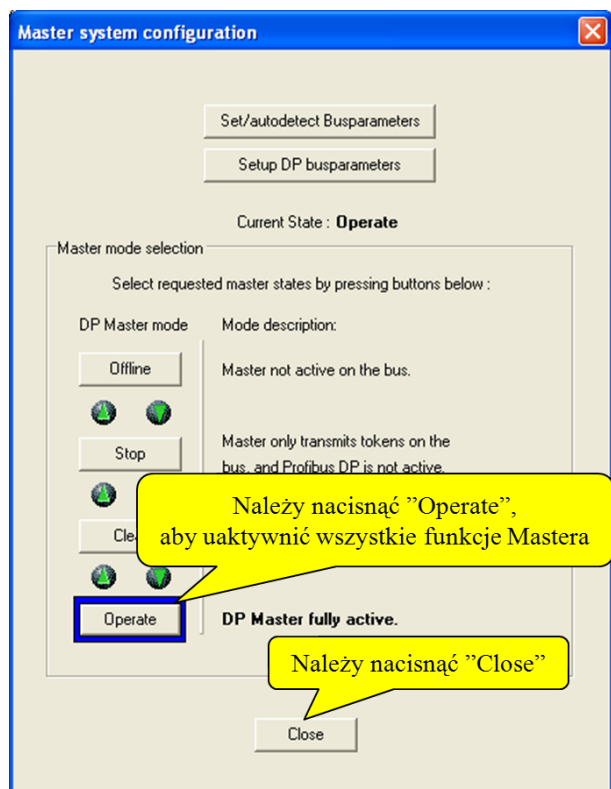 Master system configuration
Set/autodetect Busparameters
Setup DP busparameters
Current State : Operate
Master mode selection
Select requested master states by pressing buttons below :
DP Master mode Mode description:
Offline Master not active on the bus.
Stop Master only transmits tokens on the
bus, and Profibus DP is not active.
Należy nacisnąć ”Operate”,
aby uaktywnić wszystkie funkcje Mastera
Operate DP Master fully active.
Należy nacisnąć ”Close”
Close